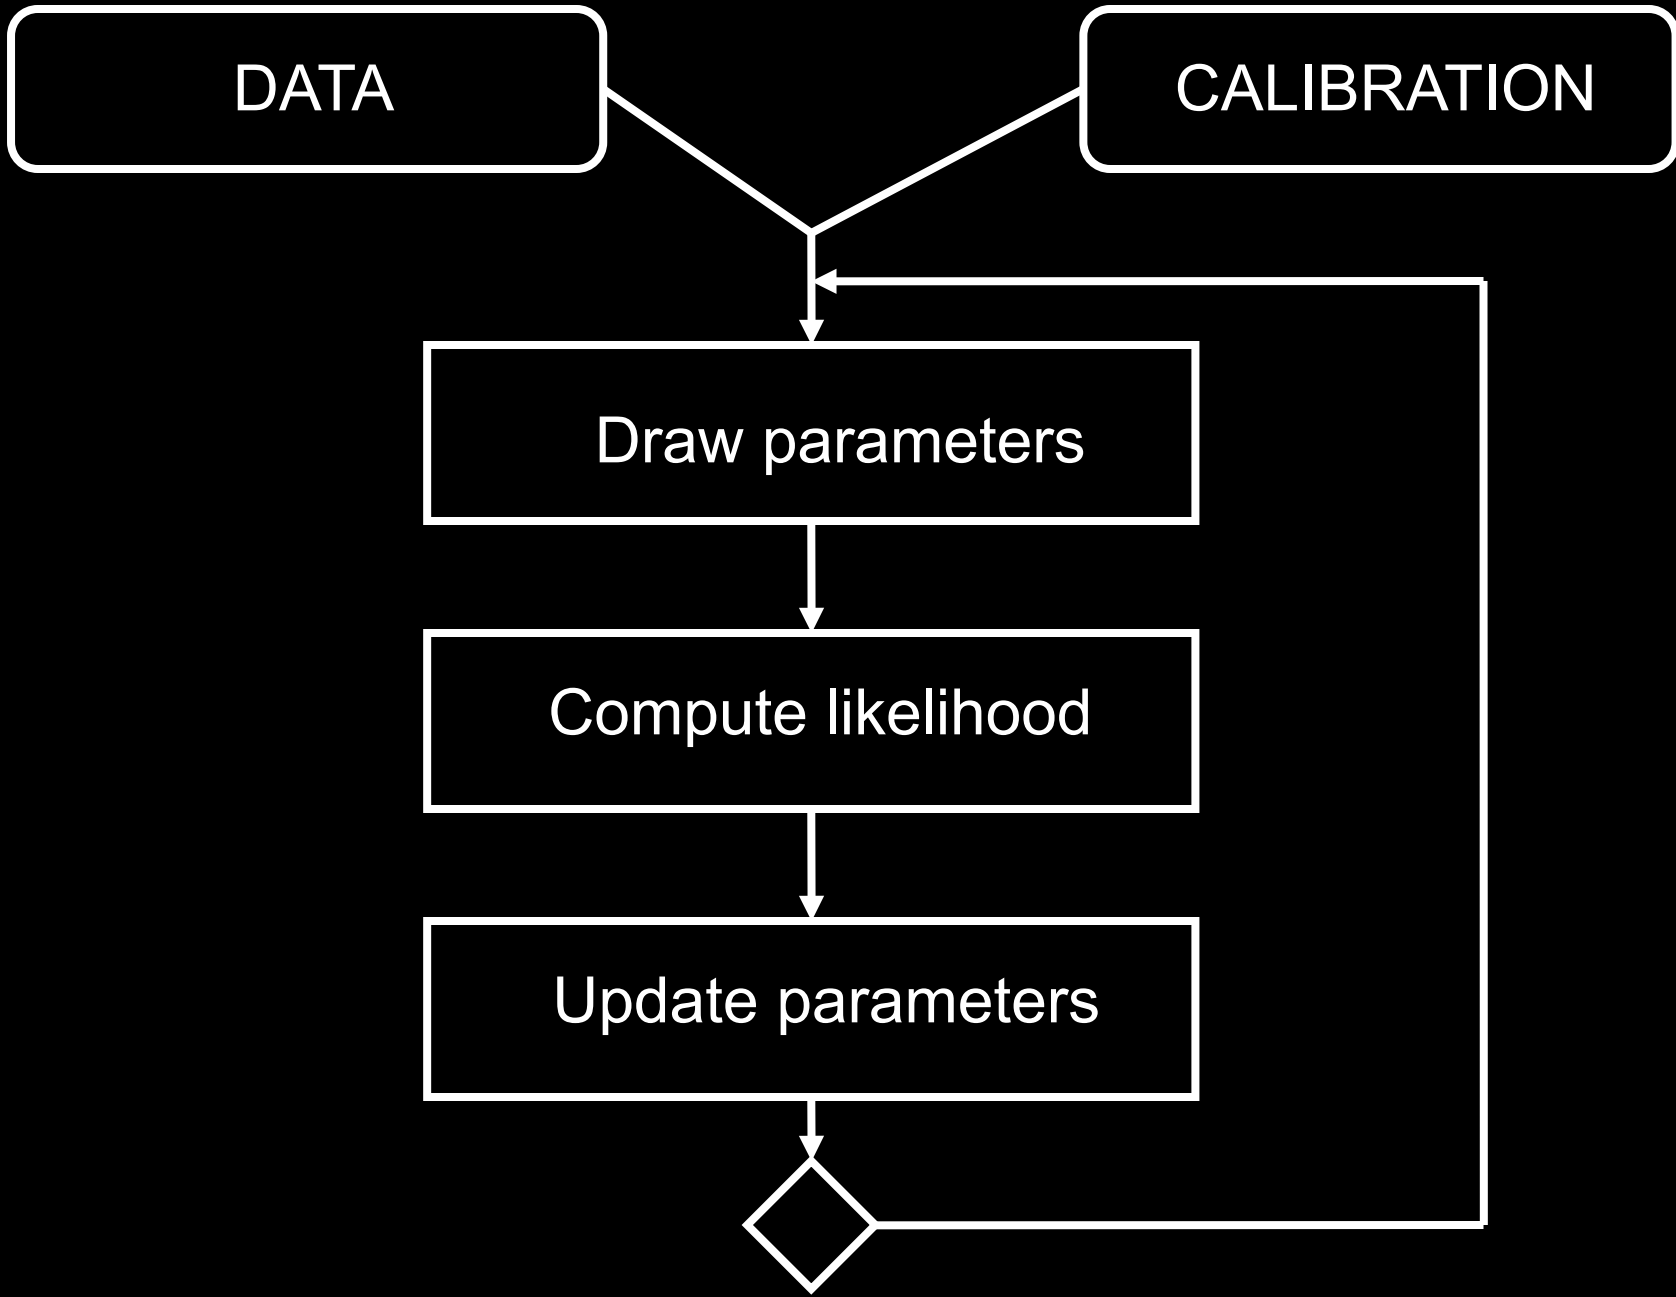 DATA
CALIBRATION
Draw parameters
Compute likelihood
Update parameters